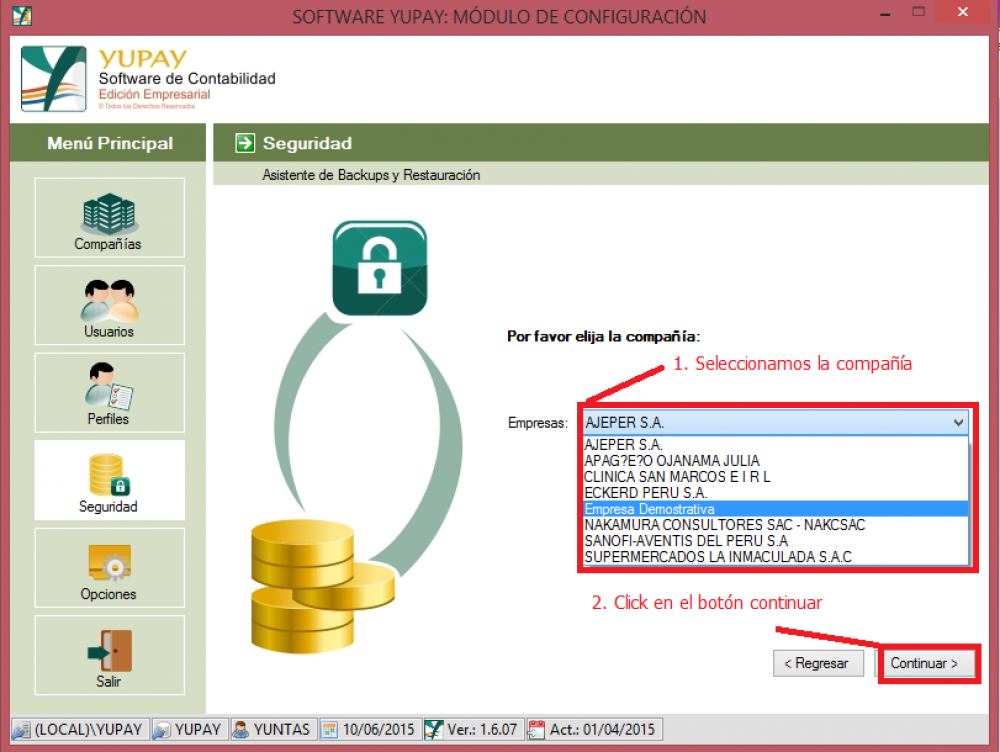 SOFTWARE YUPAY: MÓDULO DE CONFIGURACIÓN
YUPAY
Software de Contabilidad
Edición Empresarial
© Todos los Derechos Reservados
Menú Principal
Seguridad
Asistente de Backups y Restauración
Compañías
Usuarios
Perfiles
Seguridad
Opciones
Salir
Por favor elija la compañía:
1. Seleccionamos la compañía
Empresas: AJEPER S.A.
AJEPER S.A.
APAG?E?O OJANAMA JULIA
CLINICA SAN MARCOS E I R L
ECKERD PERU S.A.
Empresa Demostrativa
NAKAMURA CONSULTORES SAC - NAKCSAC
SANOFI-AVENTIS DEL PERU S.A
SUPERMERCADOS LA INMACULADA S.A.C
2. Click en el botón continuar
< Regresar Continuar >
(LOCAL)\YUPAY YUPAY YUNTAS 10/06/2015 Ver.: 1.6.07 Act.: 01/04/2015